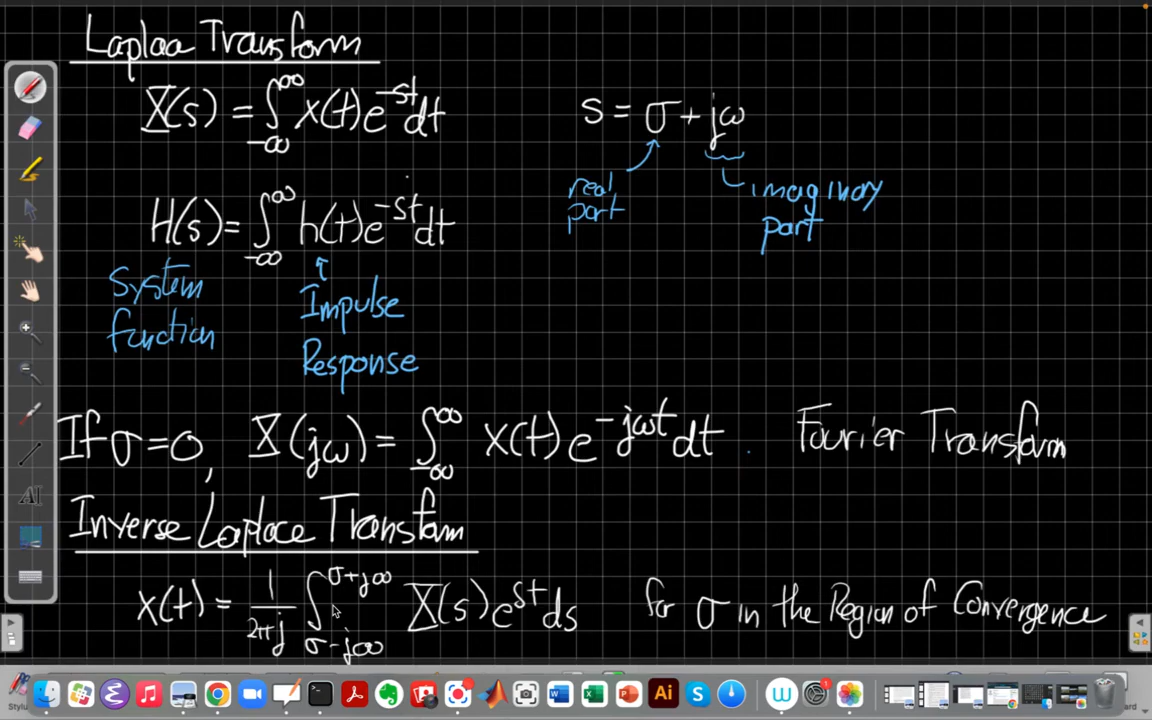 Laplace Transform
X(s) = ∫_{-∞}^{∞} x(t) e^{-st} dt
s = σ + jω
real part
imaginary part
H(s) = ∫_{-∞}^{∞} h(t) e^{-st} dt
System function
Impulse Response
If σ = 0, X(jω) = ∫_{-∞}^{∞} x(t) e^{-jωt} dt Fourier Transform
Inverse Laplace Transform
x(t) = 1/(2πj) ∫_{σ-j∞}^{σ+j∞} X(s) e^{st} ds for σ in the Region of Convergence